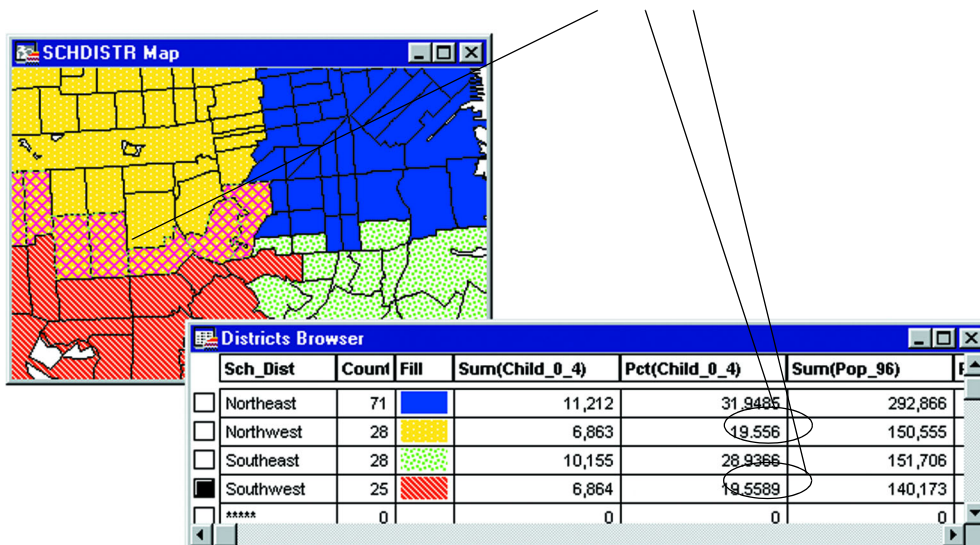 SCHDISTR Map
Districts Browser
Sch_Dist Count Fill Sum(Child_0_4) Pct(Child_0_4) Sum(Pop_96)
Northeast 71 11,212 31.9485 292,866
Northwest 28 6,863 19.556 150,555
Southeast 28 10,155 28.9366 151,706
Southwest 25 6,864 19.5589 140,173
***** 0 0 0 0